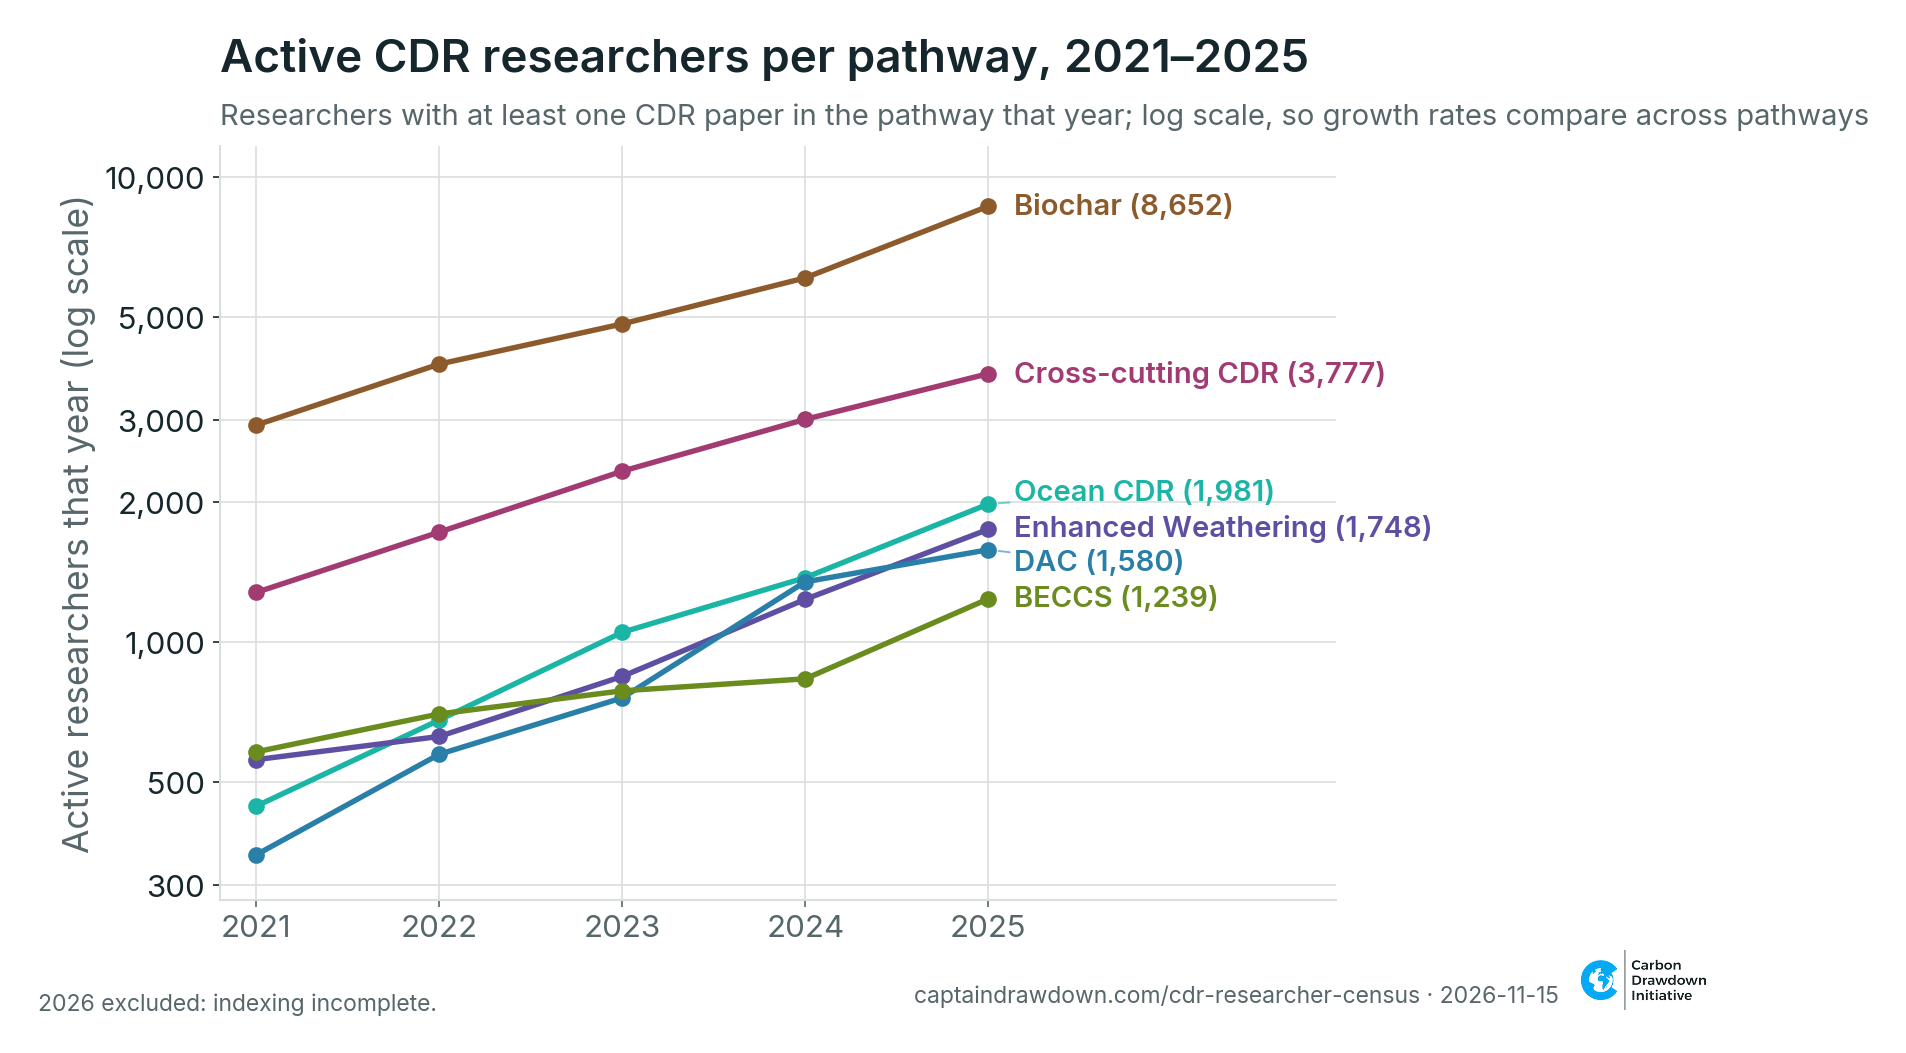 Active CDR researchers per pathway, 2021–2025
Researchers with at least one CDR paper in the pathway that year; log scale, so growth rates compare across pathways
Active researchers that year (log scale)
10,000
5,000
3,000
2,000
1,000
500
300
Biochar (8,652)
Cross-cutting CDR (3,777)
Ocean CDR (1,981)
Enhanced Weathering (1,748)
DAC (1,580)
BECCS (1,239)
2021
2022
2023
2024
2025
2026 excluded: indexing incomplete.
captaindrawdown.com/cdr-researcher-census · 2026-11-15
Carbon
Drawdown
Initiative